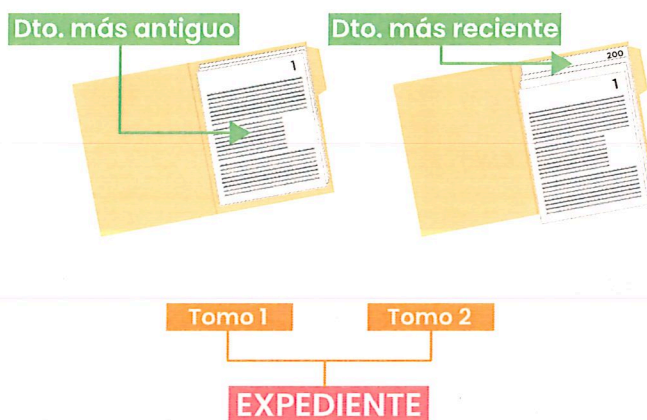 Dto. más antiguo
Dto. más reciente
1
200
1
Tomo 1
Tomo 2
EXPEDIENTE